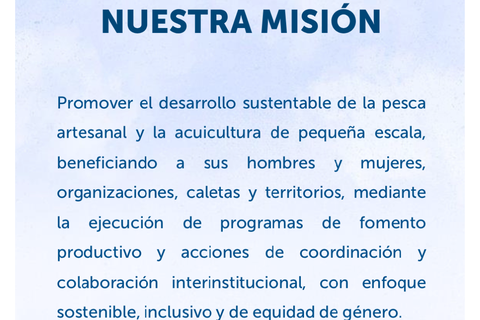 NUESTRA MISIÓN
Promover el desarrollo sustentable de la pesca
artesanal y la acuicultura de pequeña escala,
beneficiando a sus hombres y mujeres,
organizaciones, caletas y territorios, mediante
la ejecución de programas de fomento
productivo y acciones de coordinación y
colaboración interinstitucional, con enfoque
sostenible, inclusivo y de equidad de género.